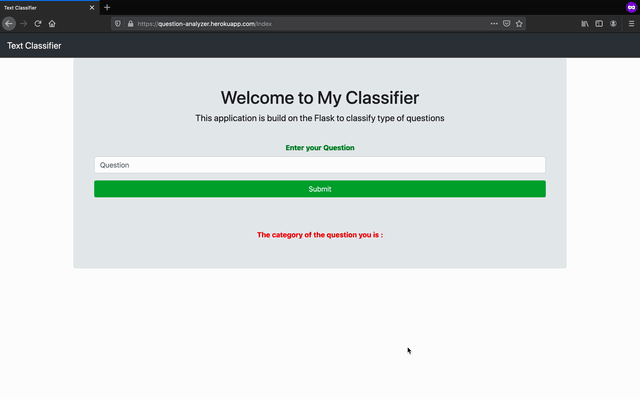 Text Classifier
https://question-analyzer.herokuapp.com/index
Text Classifier
Welcome to My Classifier
This application is build on the Flask to classify type of questions
Enter your Question
Question
Submit
The category of the question you is :